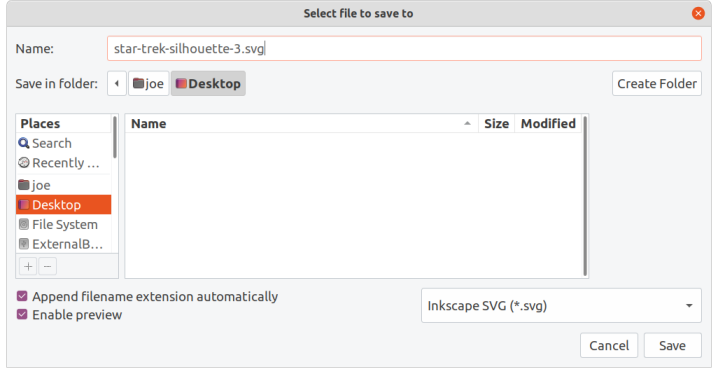 Select file to save to
Name: star-trek-silhouette-3.svg
Save in folder: joe Desktop Create Folder
Places Name Size Modified
Search
Recently ...
joe
Desktop
File System
ExternalB...
Append filename extension automatically
Inkscape SVG (*.svg)
Enable preview
Cancel Save